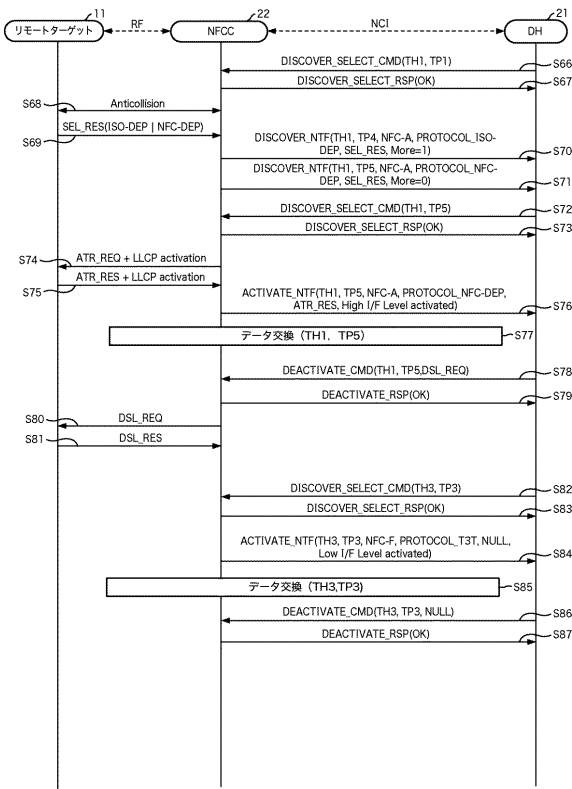 11
22
21
リモートターゲット
RF
NFCC
NCI
DH
DISCOVER_SELECT_CMD(TH1, TP1)
S66
DISCOVER_SELECT_RSP(OK)
S67
S68
Anticollision
SEL_RES(ISO-DEP | NFC-DEP)
S69
DISCOVER_NTF(TH1, TP4, NFC-A, PROTOCOL_ISO-
DEP, SEL_RES, More=1)
S70
DISCOVER_NTF(TH1, TP5, NFC-A, PROTOCOL_NFC-
DEP, SEL_RES, More=0)
S71
DISCOVER_SELECT_CMD(TH1, TP5)
S72
DISCOVER_SELECT_RSP(OK)
S73
S74
ATR_REQ + LLCP activation
ATR_RES + LLCP activation
S75
ACTIVATE_NTF(TH1, TP5, NFC-A, PROTOCOL_NFC-DEP,
ATR_RES, High I/F Level activated)
S76
データ交換（TH1, TP5）
S77
DEACTIVATE_CMD(TH1, TP5,DSL_REQ)
S78
DEACTIVATE_RSP(OK)
S79
S80
DSL_REQ
S81
DSL_RES
DISCOVER_SELECT_CMD(TH3, TP3)
S82
DISCOVER_SELECT_RSP(OK)
S83
ACTIVATE_NTF(TH3, TP3, NFC-F, PROTOCOL_T3T, NULL,
Low I/F Level activated)
S84
データ交換（TH3,TP3)
S85
DEACTIVATE_CMD(TH3, TP3, NULL)
S86
DEACTIVATE_RSP(OK)
S87